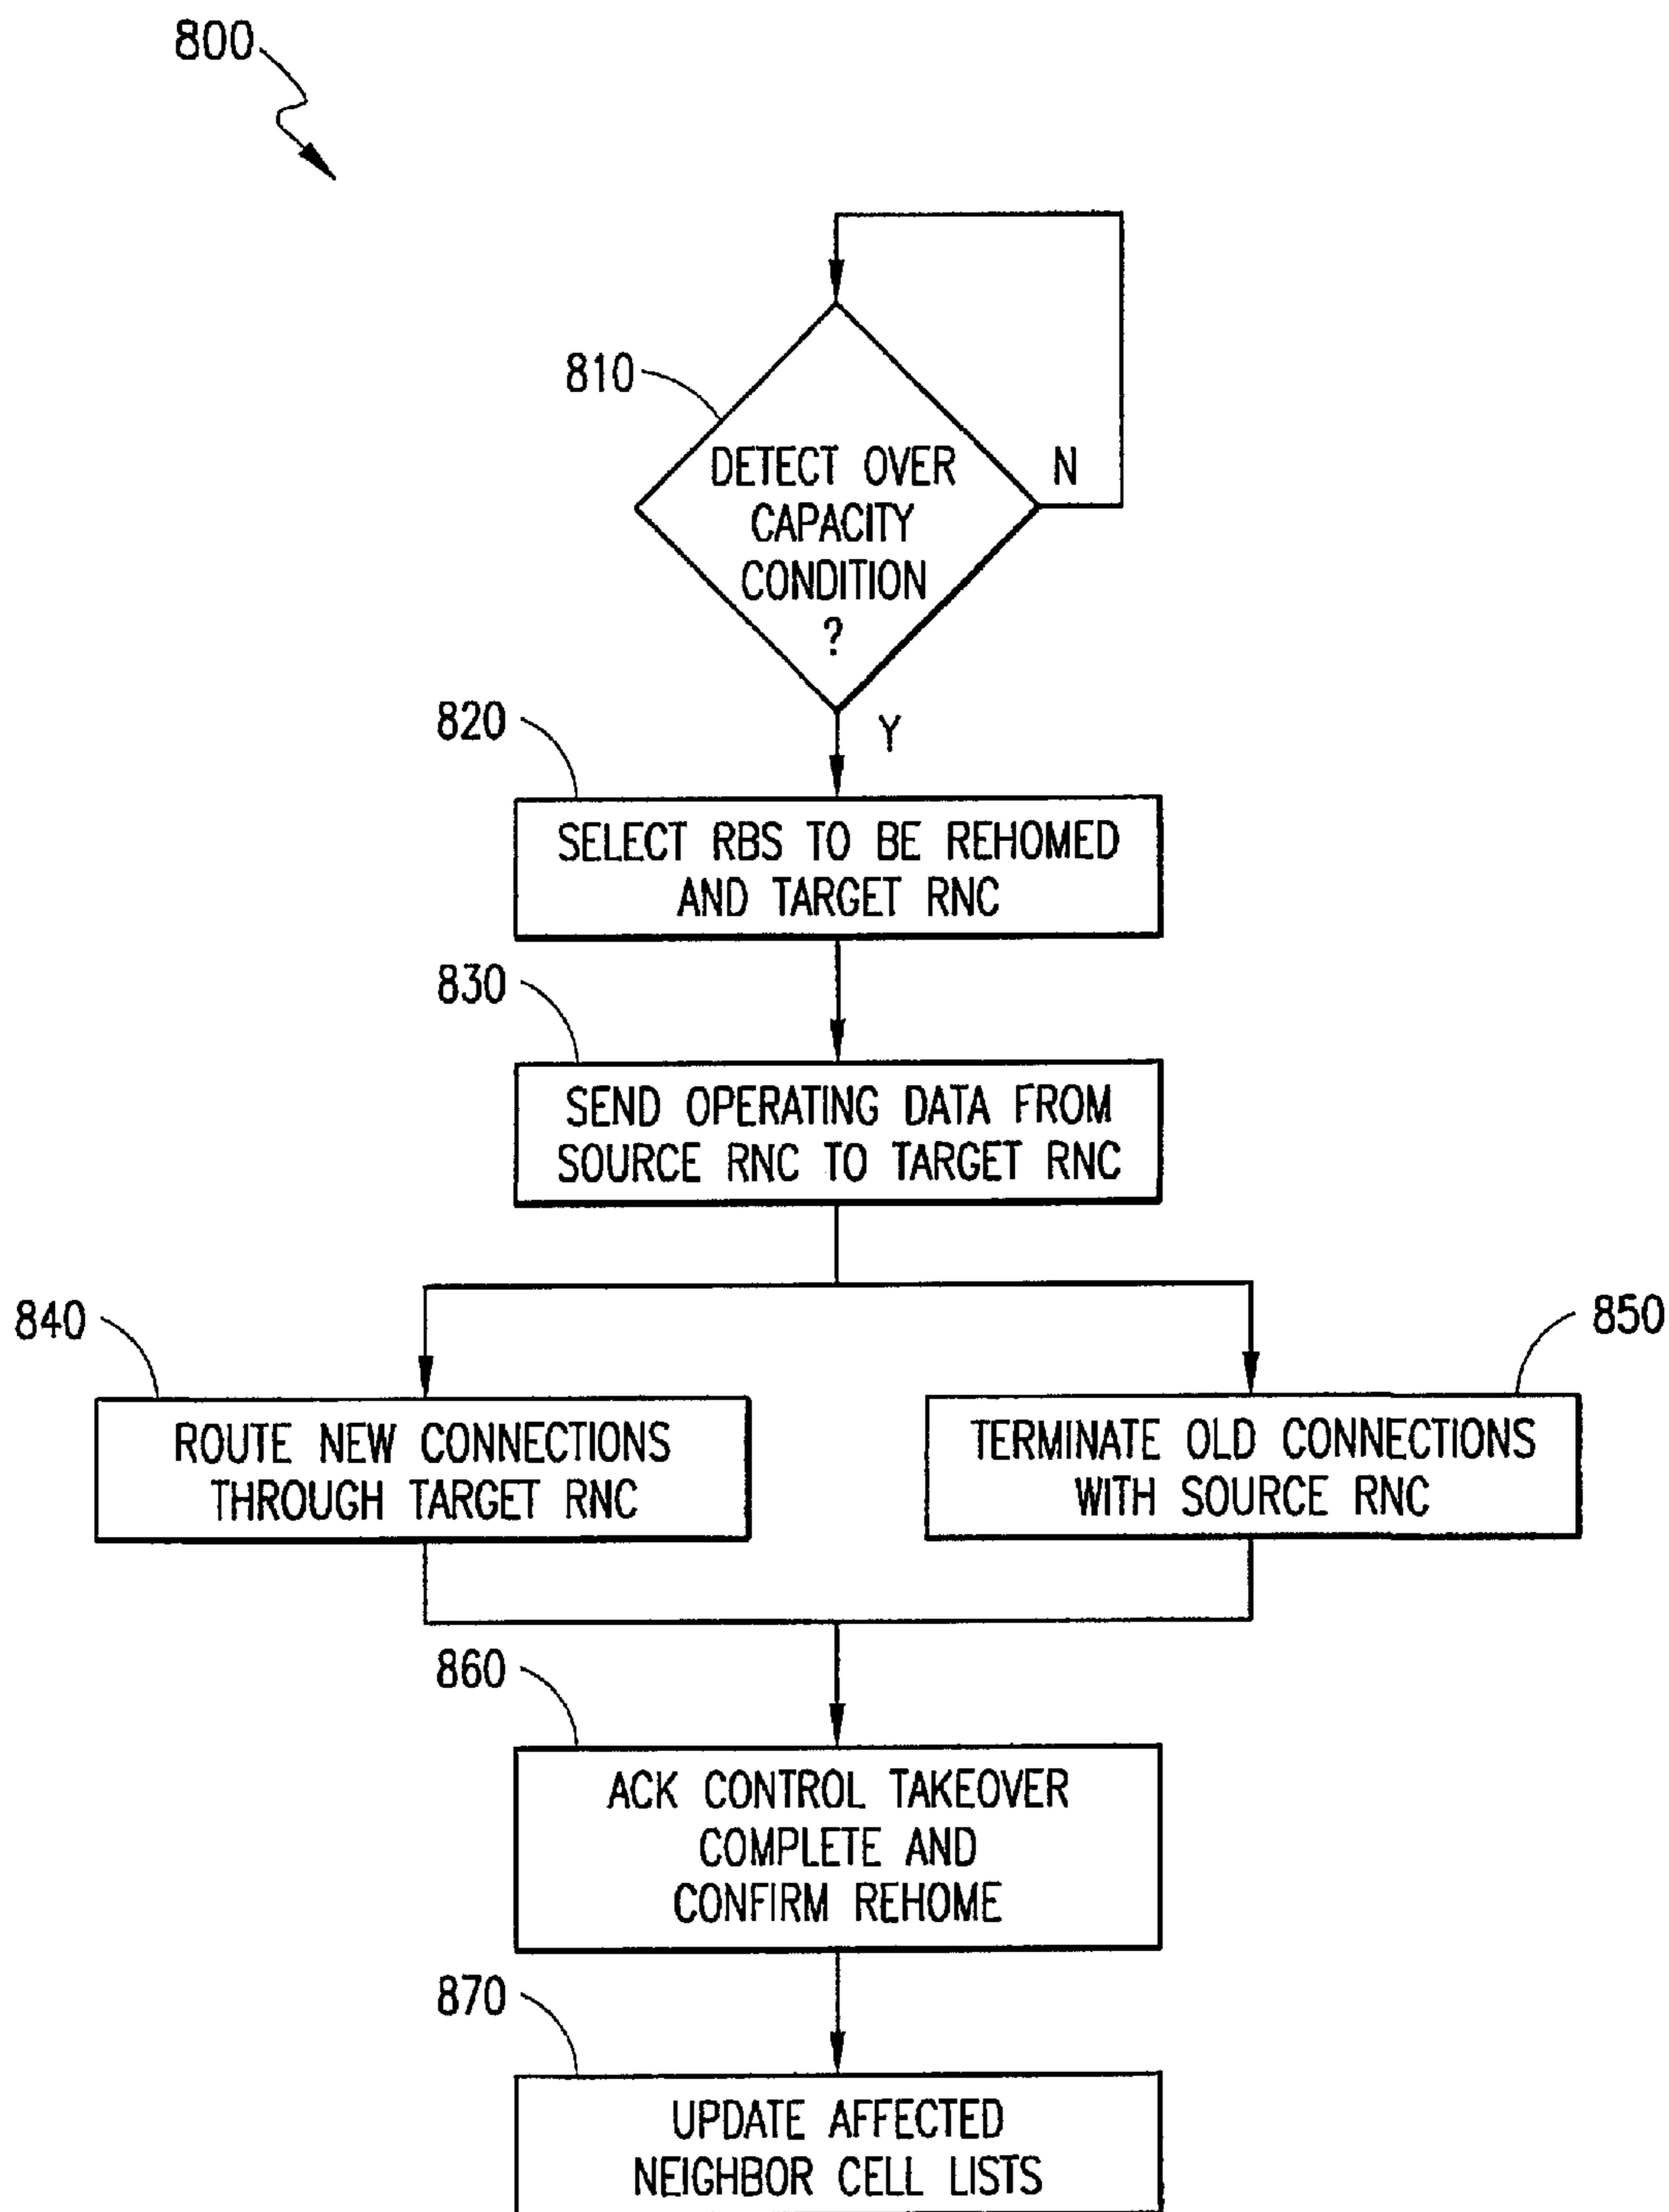 800
810
DETECT OVER
CAPACITY
CONDITION
?
N
Y
820
SELECT RBS TO BE REHOMED
AND TARGET RNC
830
SEND OPERATING DATA FROM
SOURCE RNC TO TARGET RNC
840
ROUTE NEW CONNECTIONS
THROUGH TARGET RNC
850
TERMINATE OLD CONNECTIONS
WITH SOURCE RNC
860
ACK CONTROL TAKEOVER
COMPLETE AND
CONFIRM REHOME
870
UPDATE AFFECTED
NEIGHBOR CELL LISTS